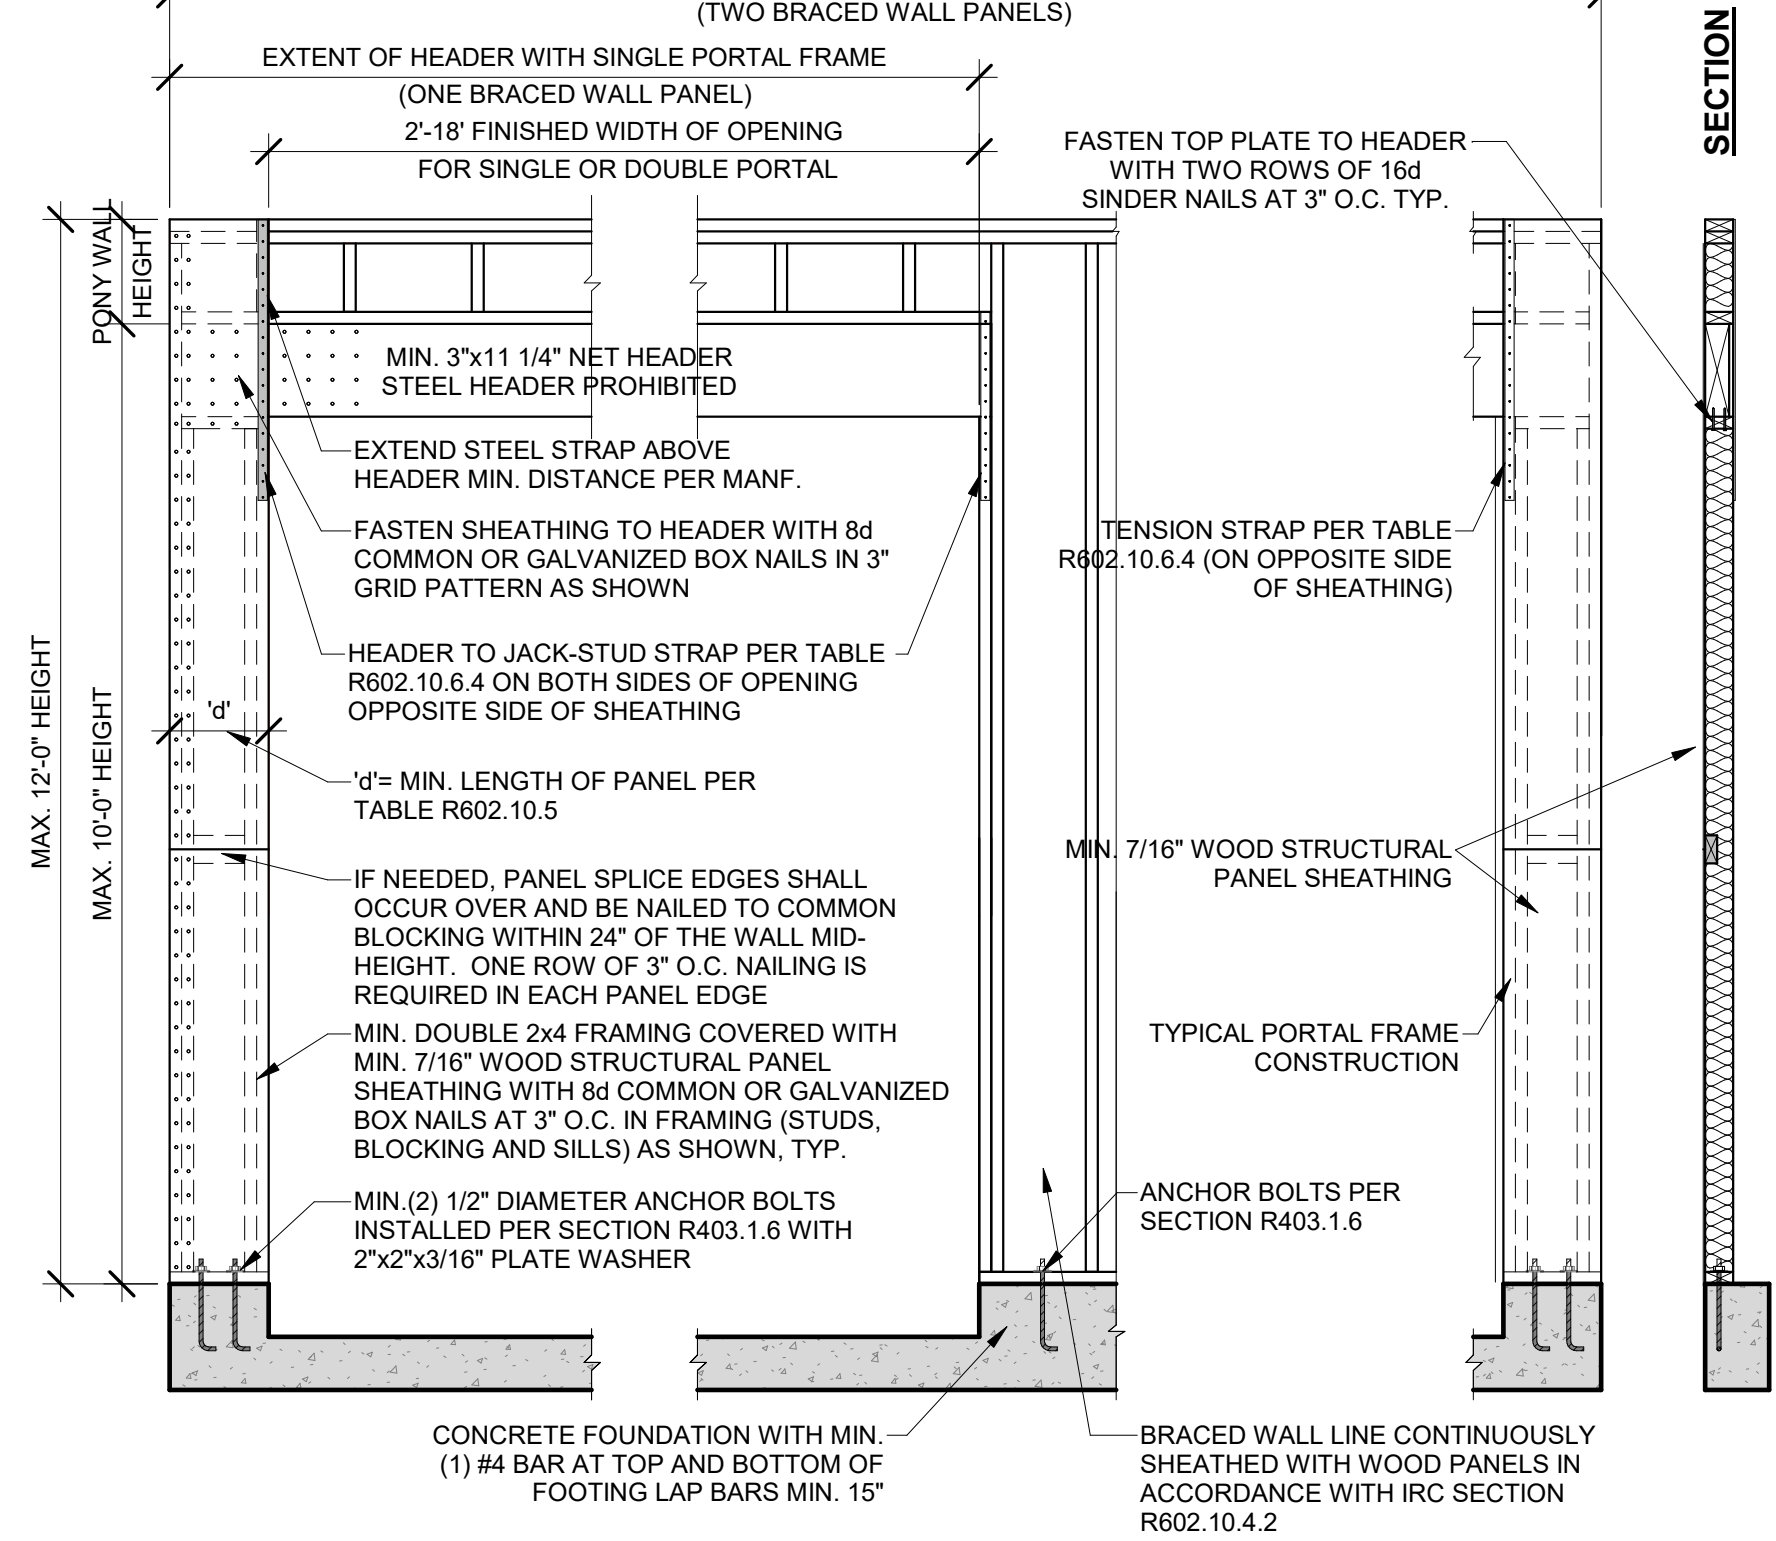 (TWO BRACED WALL PANELS)
EXTENT OF HEADER WITH SINGLE PORTAL FRAME
(ONE BRACED WALL PANEL)
2'-18' FINISHED WIDTH OF OPENING
FOR SINGLE OR DOUBLE PORTAL
SECTION
FASTEN TOP PLATE TO HEADER
WITH TWO ROWS OF 16d
SINDER NAILS AT 3" O.C. TYP.
PONY WALL
HEIGHT
MIN. 3"x11 1/4" NET HEADER
STEEL HEADER PROHIBITED
EXTEND STEEL STRAP ABOVE
HEADER MIN. DISTANCE PER MANF.
FASTEN SHEATHING TO HEADER WITH 8d
COMMON OR GALVANIZED BOX NAILS IN 3"
GRID PATTERN AS SHOWN
TENSION STRAP PER TABLE
R602.10.6.4 (ON OPPOSITE SIDE
OF SHEATHING)
HEADER TO JACK-STUD STRAP PER TABLE
R602.10.6.4 ON BOTH SIDES OF OPENING
OPPOSITE SIDE OF SHEATHING
MAX. 12'-0" HEIGHT
MAX. 10'-0" HEIGHT
'd'
'd'= MIN. LENGTH OF PANEL PER
TABLE R602.10.5
MIN. 7/16" WOOD STRUCTURAL
PANEL SHEATHING
IF NEEDED, PANEL SPLICE EDGES SHALL
OCCUR OVER AND BE NAILED TO COMMON
BLOCKING WITHIN 24" OF THE WALL MID-
HEIGHT. ONE ROW OF 3" O.C. NAILING IS
REQUIRED IN EACH PANEL EDGE
MIN. DOUBLE 2x4 FRAMING COVERED WITH
MIN. 7/16" WOOD STRUCTURAL PANEL
SHEATHING WITH 8d COMMON OR GALVANIZED
BOX NAILS AT 3" O.C. IN FRAMING (STUDS,
BLOCKING AND SILLS) AS SHOWN, TYP.
TYPICAL PORTAL FRAME
CONSTRUCTION
MIN.(2) 1/2" DIAMETER ANCHOR BOLTS
INSTALLED PER SECTION R403.1.6 WITH
2"x2"x3/16" PLATE WASHER
ANCHOR BOLTS PER
SECTION R403.1.6
CONCRETE FOUNDATION WITH MIN.
(1) #4 BAR AT TOP AND BOTTOM OF
FOOTING LAP BARS MIN. 15"
BRACED WALL LINE CONTINUOUSLY
SHEATHED WITH WOOD PANELS IN
ACCORDANCE WITH IRC SECTION
R602.10.4.2